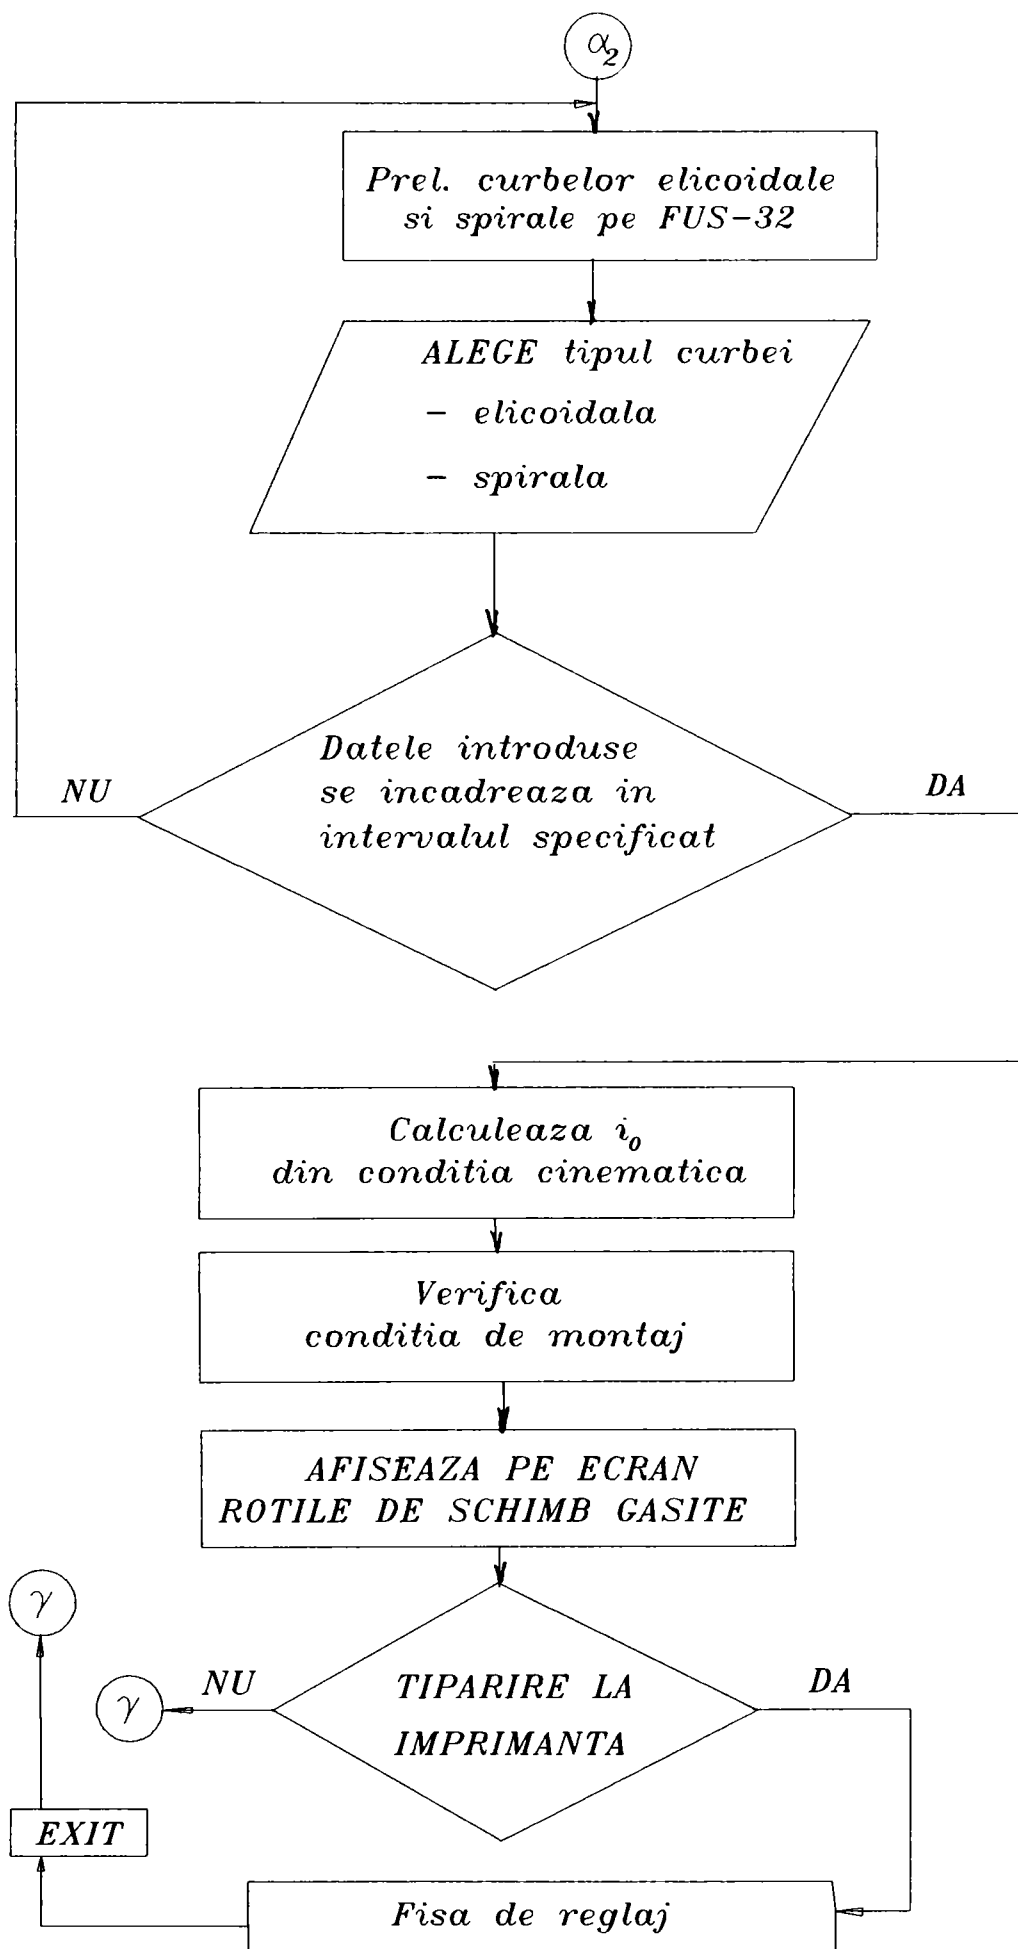 α₂
Prel. curbelor elicoidale
si spirale pe FUS-32
ALEGE tipul curbei
- elicoidala
- spirala
Datele introduse
se incadreaza in
intervalul specificat
NU
DA
Calculeaza i₀
din conditia cinematica
Verifica
conditia de montaj
AFISEAZA PE ECRAN
ROTILE DE SCHIMB GASITE
γ
γ
NU
TIPARIRE LA
IMPRIMANTA
DA
EXIT
Fisa de reglaj